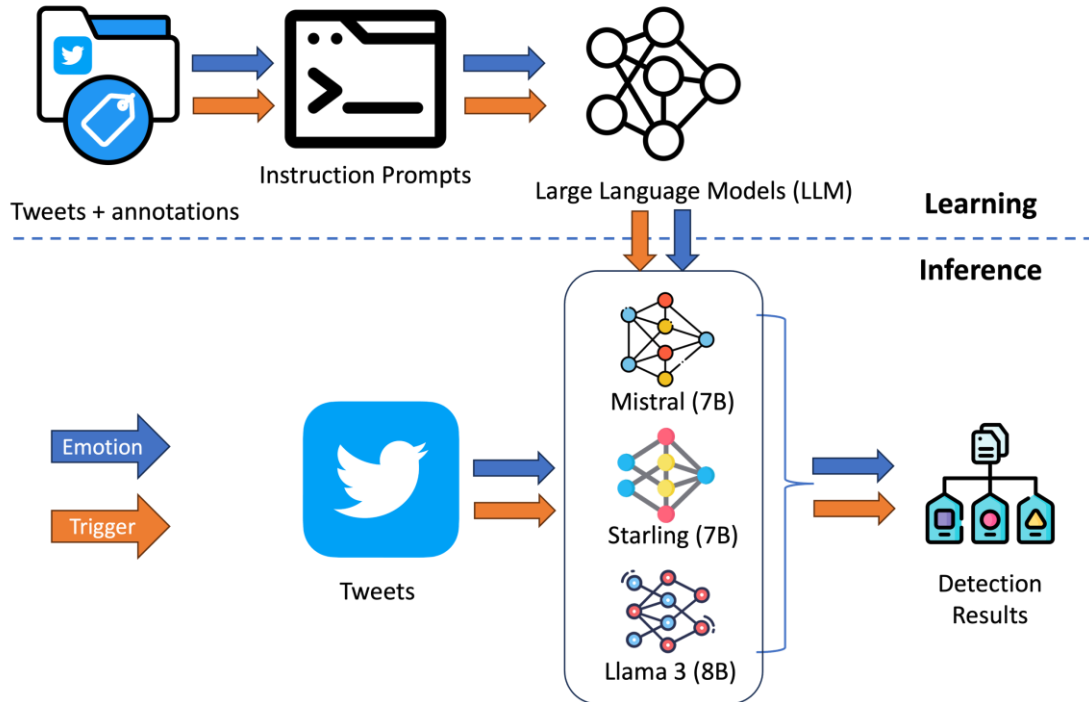 Tweets + annotations
Instruction Prompts
Large Language Models (LLM)
Learning
Inference
Emotion
Trigger
Tweets
Mistral (7B)
Starling (7B)
Llama 3 (8B)
Detection
Results